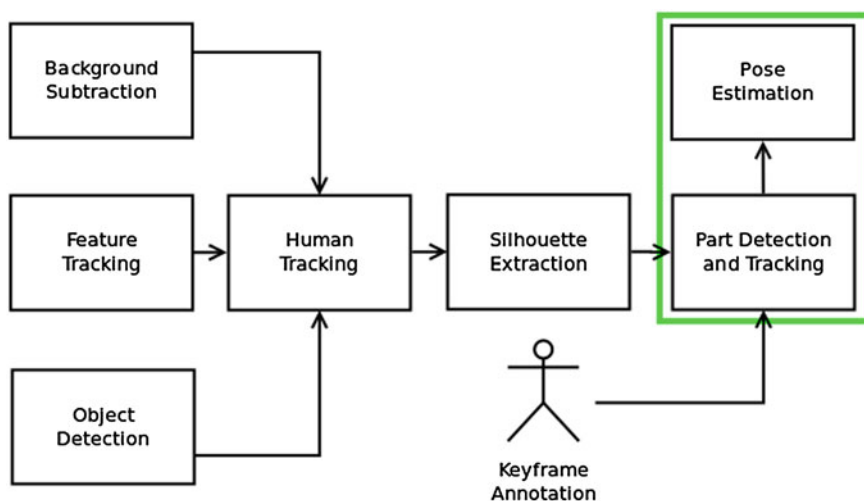 Background
Subtraction
Pose
Estimation
Feature
Tracking
Human
Tracking
Silhouette
Extraction
Part Detection
and Tracking
Object
Detection
Keyframe
Annotation